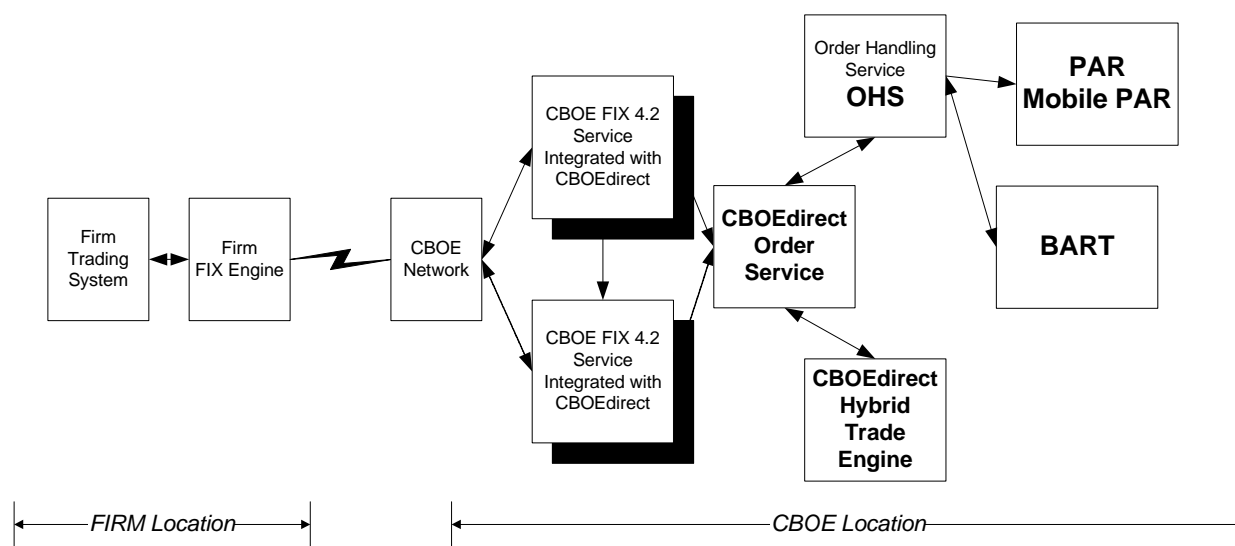 Firm
Trading
System
Firm
FIX Engine
CBOE
Network
CBOE FIX 4.2
Service
Integrated with
CBOEdirect
CBOE FIX 4.2
Service
Integrated with
CBOEdirect
CBOEdirect
Order
Service
Order Handling
Service
OHS
PAR
Mobile PAR
BART
CBOEdirect
Hybrid
Trade
Engine
FIRM Location
CBOE Location